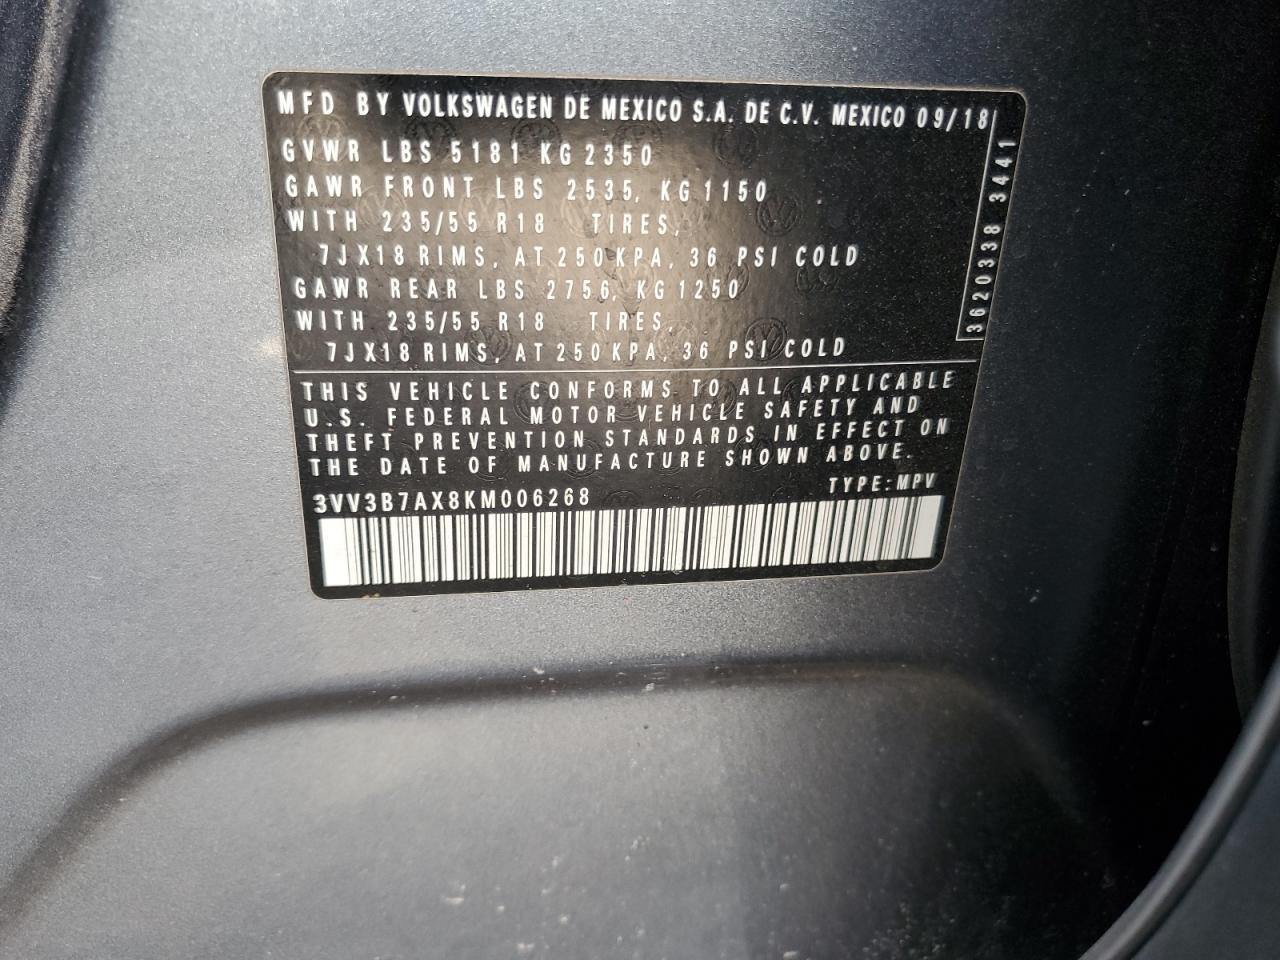 MFD BY VOLKSWAGEN DE MEXICO S.A. DE C.V. MEXICO 09/18
GVWR LBS 5181 KG 2350
GAWR FRONT LBS 2535, KG 1150
WITH 235/55 R18 TIRES,
7JX18 RIMS, AT 250 KPA, 36 PSI COLD
GAWR REAR LBS 2756, KG 1250
WITH 235/55 R18 TIRES,
7JX18 RIMS, AT 250 KPA, 36 PSI COLD
3620338 3441
THIS VEHICLE CONFORMS TO ALL APPLICABLE
U.S. FEDERAL MOTOR VEHICLE SAFETY AND
THEFT PREVENTION STANDARDS IN EFFECT ON
THE DATE OF MANUFACTURE SHOWN ABOVE.
3VV3B7AX8KM006268 TYPE: MPV